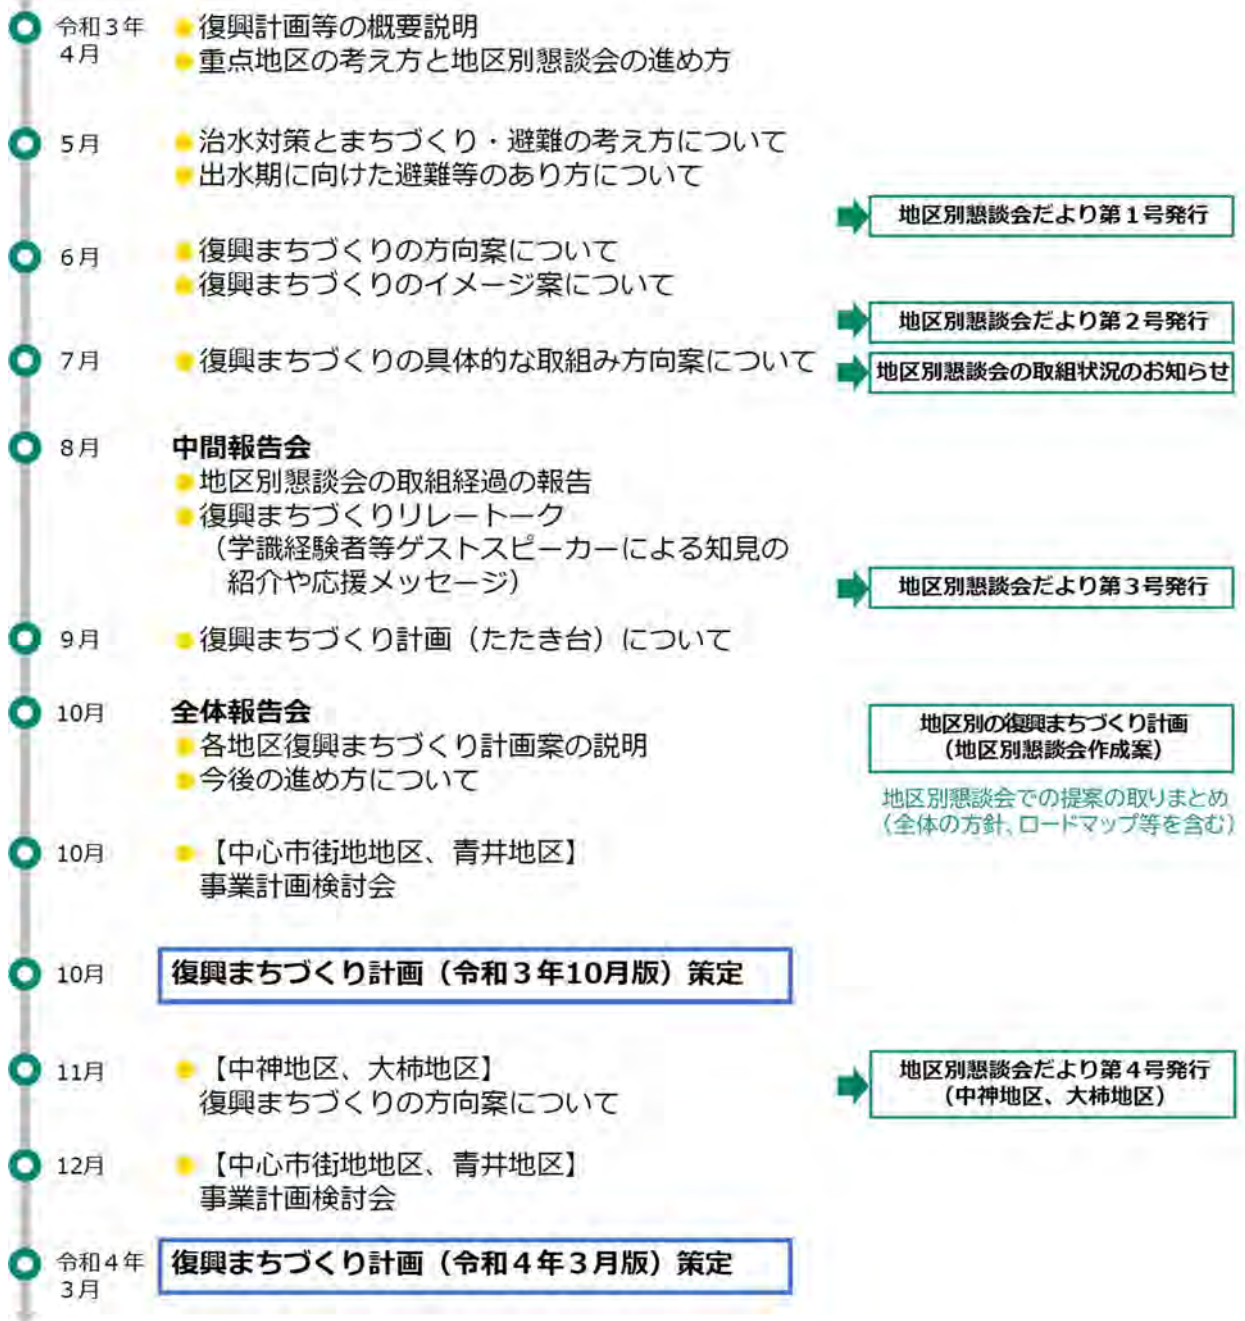 令和３年
４月
復興計画等の概要説明
重点地区の考え方と地区別懇談会の進め方
５月
治水対策とまちづくり・避難の考え方について
出水期に向けた避難等のあり方について
地区別懇談会だより第１号発行
６月
復興まちづくりの方向案について
復興まちづくりのイメージ案について
地区別懇談会だより第２号発行
７月
復興まちづくりの具体的な取組み方向案について
地区別懇談会の取組状況のお知らせ
８月
中間報告会
地区別懇談会の取組経過の報告
復興まちづくりリレートーク
（学識経験者等ゲストスピーカーによる知見の
紹介や応援メッセージ）
地区別懇談会だより第３号発行
９月
復興まちづくり計画（たたき台）について
10月
全体報告会
各地区復興まちづくり計画案の説明
今後の進め方について
地区別の復興まちづくり計画
（地区別懇談会作成案）
地区別懇談会での提案の取りまとめ
（全体の方針、ロードマップ等を含む）
10月
【中心市街地地区、青井地区】
事業計画検討会
10月
復興まちづくり計画（令和３年10月版）策定
11月
【中神地区、大柿地区】
復興まちづくりの方向案について
地区別懇談会だより第４号発行
（中神地区、大柿地区）
12月
【中心市街地地区、青井地区】
事業計画検討会
令和４年
３月
復興まちづくり計画（令和４年３月版）策定